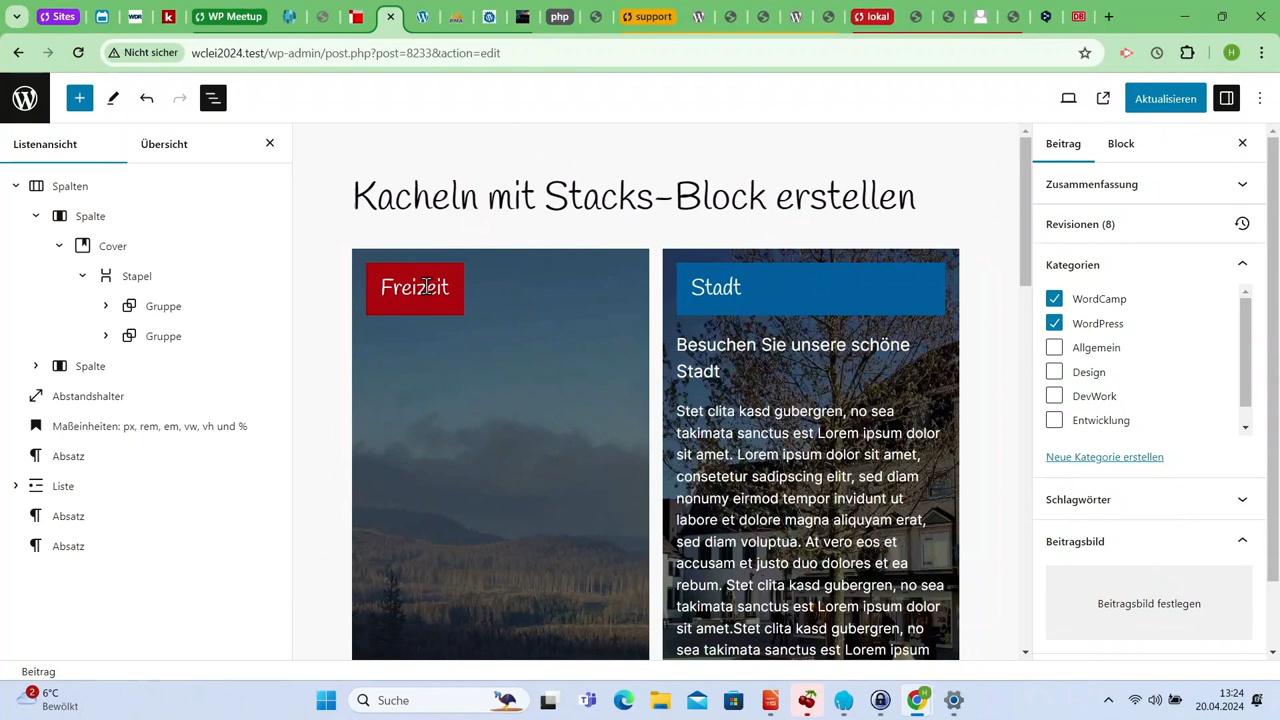 Sites
WP Meetup
php
support
lokal
DB
Nicht sicher
wclei2024.test/wp-admin/post.php?post=8233&action=edit
H
Aktualisieren
Listenansicht
Übersicht
Spalten
Spalte
Cover
Stapel
Gruppe
Gruppe
Spalte
Abstandshalter
Maßeinheiten: px, rem, em, vw, vh und %
Absatz
Liste
Absatz
Absatz
Kacheln mit Stacks-Block erstellen
Freizeit
Stadt
Besuchen Sie unsere schöne
Stadt
Stet clita kasd gubergren, no sea
takimata sanctus est Lorem ipsum dolor
sit amet. Lorem ipsum dolor sit amet,
consetetur sadipscing elitr, sed diam
nonumy eirmod tempor invidunt ut
labore et dolore magna aliquyam erat,
sed diam voluptua. At vero eos et
accusam et justo duo dolores et ea
rebum. Stet clita kasd gubergren, no sea
takimata sanctus est Lorem ipsum dolor
sit amet.Stet clita kasd gubergren, no
sea takimata sanctus est Lorem ipsum
Beitrag
Block
Zusammenfassung
Revisionen (8)
Kategorien
WordCamp
WordPress
Allgemein
Design
DevWork
Entwicklung
Neue Kategorie erstellen
Schlagwörter
Beitragsbild
Beitragsbild festlegen
Beitrag
2
6°C
Bewölkt
Suche
13:24
20.04.2024